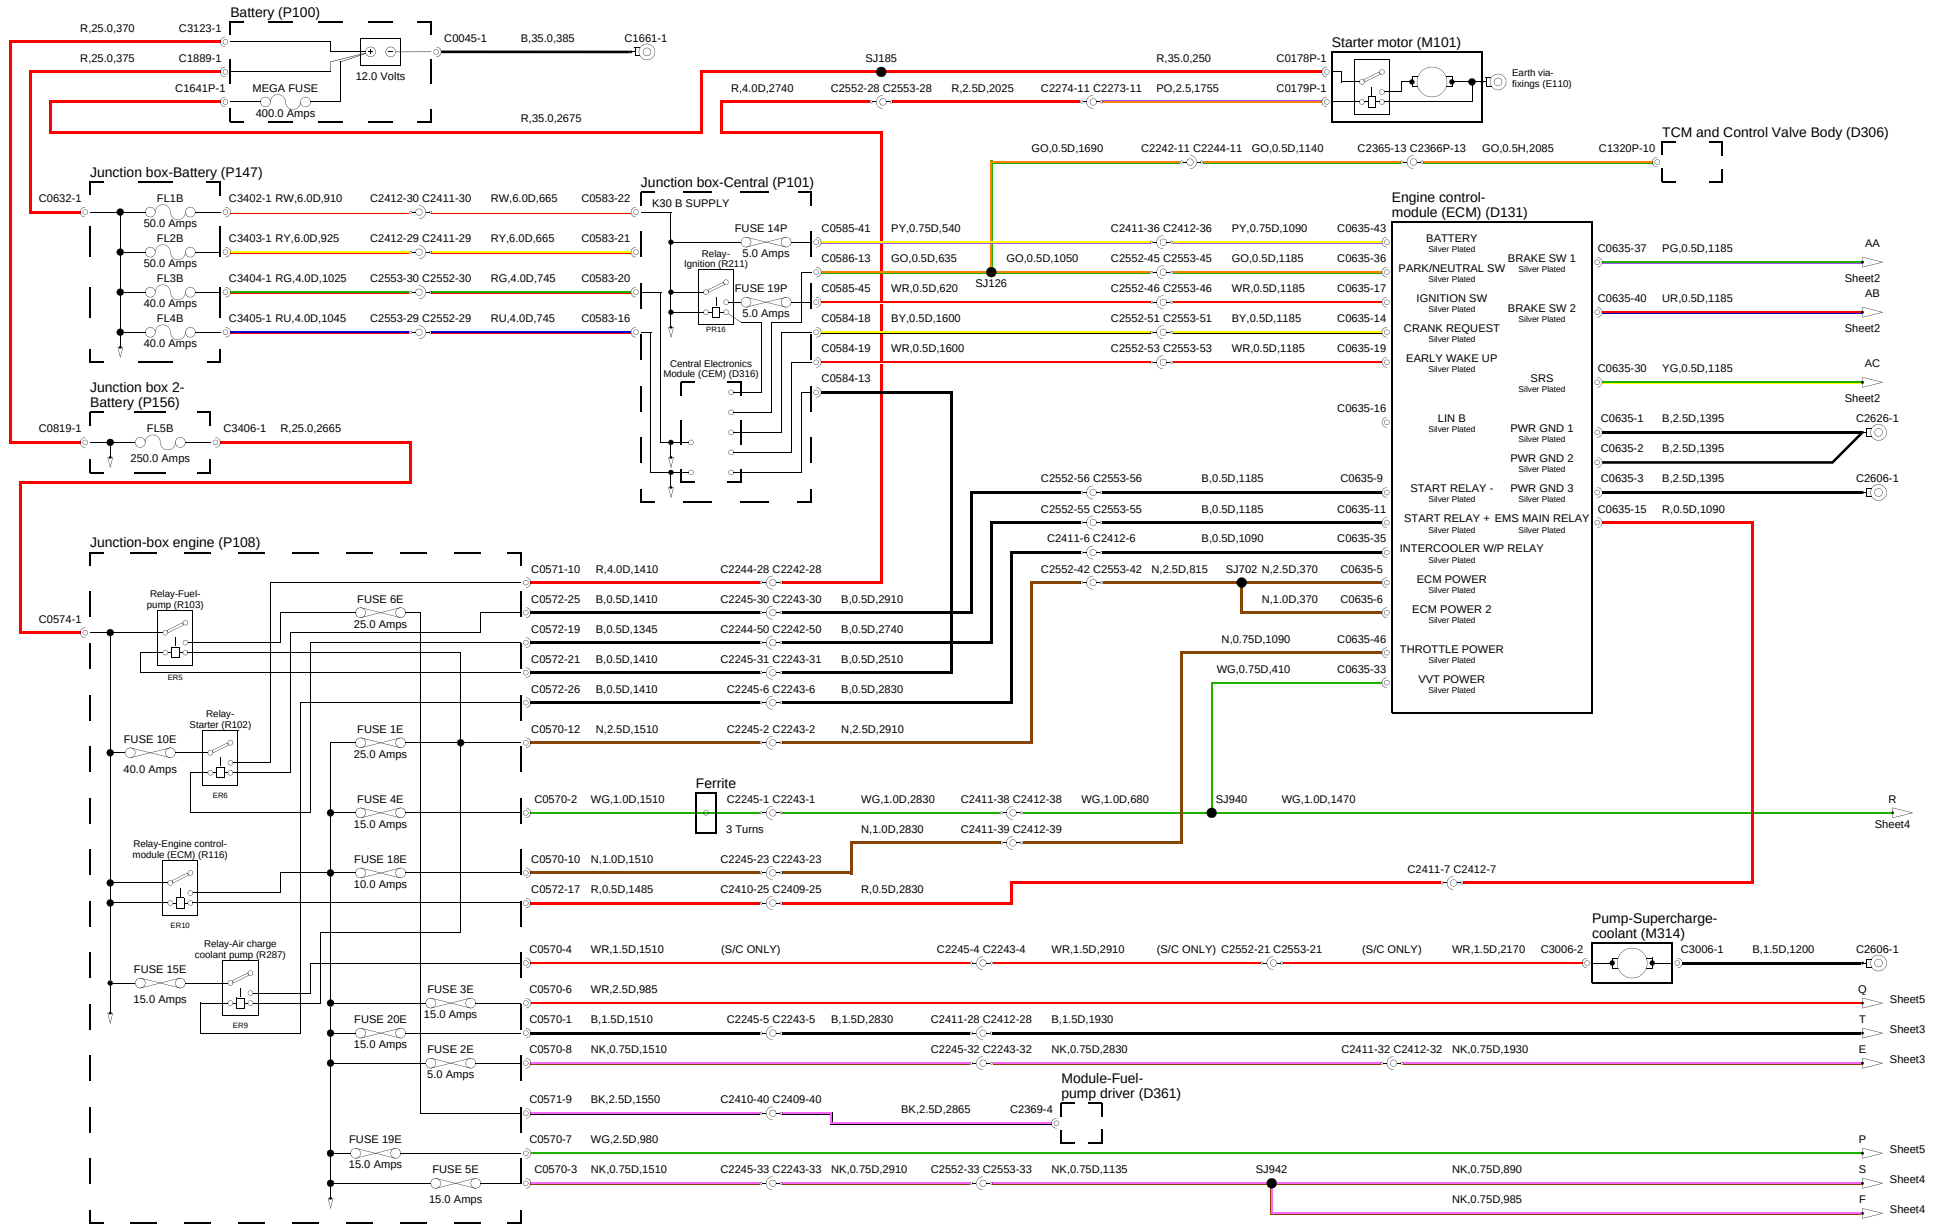 Battery (P100)
R,25.0,370 C3123-1
R,25.0,375 C1889-1
C1641P-1 MEGA FUSE
400.0 Amps
12.0 Volts
C0045-1 B,35.0,385 C1661-1
R,35.0,2675
SJ185
R,35.0,250 C0178P-1
R,4.0D,2740 C2552-28 C2553-28 R,2.5D,2025 C2274-11 C2273-11 PO,2.5,1755 C0179P-1
Starter motor (M101)
Earth via-
fixings (E110)
TCM and Control Valve Body (D306)
GO,0.5D,1690 C2242-11 C2244-11 GO,0.5D,1140 C2365-13 C2366P-13 GO,0.5H,2085 C1320P-10
Junction box-Battery (P147)
C0632-1
FL1B
50.0 Amps
FL2B
50.0 Amps
FL3B
40.0 Amps
FL4B
40.0 Amps
C3402-1 RW,6.0D,910 C2412-30 C2411-30 RW,6.0D,665 C0583-22
C3403-1 RY,6.0D,925 C2412-29 C2411-29 RY,6.0D,665 C0583-21
C3404-1 RG,4.0D,1025 C2553-30 C2552-30 RG,4.0D,745 C0583-20
C3405-1 RU,4.0D,1045 C2553-29 C2552-29 RU,4.0D,745 C0583-16
Junction box-Central (P101)
K30 B SUPPLY
FUSE 14P
5.0 Amps
Relay-
Ignition (R211)
FUSE 19P
5.0 Amps
PR16
Central Electronics
Module (CEM) (D316)
C0585-41 PY,0.75D,540 C2411-36 C2412-36 PY,0.75D,1090 C0635-43
C0586-13 GO,0.5D,635 GO,0.5D,1050 C2552-45 C2553-45 GO,0.5D,1185 C0635-36
SJ126
C0585-45 WR,0.5D,620 C2552-46 C2553-46 WR,0.5D,1185 C0635-17
C0584-18 BY,0.5D,1600 C2552-51 C2553-51 BY,0.5D,1185 C0635-14
C0584-19 WR,0.5D,1600 C2552-53 C2553-53 WR,0.5D,1185 C0635-19
C0584-13
C0635-16
C2552-56 C2553-56 B,0.5D,1185 C0635-9
C2552-55 C2553-55 B,0.5D,1185 C0635-11
C2411-6 C2412-6 B,0.5D,1090 C0635-35
C2552-42 C2553-42 N,2.5D,815 SJ702 N,2.5D,370 C0635-5
N,1.0D,370 C0635-6
N,0.75D,1090 C0635-46
WG,0.75D,410 C0635-33
Engine control-
module (ECM) (D131)
BATTERY
Silver Plated
PARK/NEUTRAL SW
Silver Plated
IGNITION SW
Silver Plated
CRANK REQUEST
Silver Plated
EARLY WAKE UP
Silver Plated
LIN B
Silver Plated
START RELAY -
Silver Plated
START RELAY +
Silver Plated
INTERCOOLER W/P RELAY
Silver Plated
ECM POWER
Silver Plated
ECM POWER 2
Silver Plated
THROTTLE POWER
Silver Plated
VVT POWER
Silver Plated
BRAKE SW 1
Silver Plated
BRAKE SW 2
Silver Plated
SRS
Silver Plated
PWR GND 1
Silver Plated
PWR GND 2
Silver Plated
PWR GND 3
Silver Plated
EMS MAIN RELAY
Silver Plated
C0635-37 PG,0.5D,1185 AA
Sheet2
C0635-40 UR,0.5D,1185 AB
Sheet2
C0635-30 YG,0.5D,1185 AC
Sheet2
C0635-1 B,2.5D,1395 C2626-1
C0635-2 B,2.5D,1395
C0635-3 B,2.5D,1395 C2606-1
C0635-15 R,0.5D,1090
Junction box 2-
Battery (P156)
C0819-1 FL5B
250.0 Amps
C3406-1 R,25.0,2665
Junction-box engine (P108)
C0574-1
Relay-Fuel-
pump (R103)
ER5
FUSE 6E
25.0 Amps
Relay-
Starter (R102)
ER6
FUSE 10E
40.0 Amps
FUSE 1E
25.0 Amps
FUSE 4E
15.0 Amps
Relay-Engine control-
module (ECM) (R116)
ER10
FUSE 18E
10.0 Amps
Relay-Air charge
coolant pump (R287)
ER9
FUSE 15E
15.0 Amps
FUSE 3E
15.0 Amps
FUSE 20E
15.0 Amps
FUSE 2E
5.0 Amps
FUSE 19E
15.0 Amps
FUSE 5E
15.0 Amps
C0571-10 R,4.0D,1410 C2244-28 C2242-28
C0572-25 B,0.5D,1410 C2245-30 C2243-30 B,0.5D,2910
C0572-19 B,0.5D,1345 C2244-50 C2242-50 B,0.5D,2740
C0572-21 B,0.5D,1410 C2245-31 C2243-31 B,0.5D,2510
C0572-26 B,0.5D,1410 C2245-6 C2243-6 B,0.5D,2830
C0570-12 N,2.5D,1510 C2245-2 C2243-2 N,2.5D,2910
Ferrite
3 Turns
C0570-2 WG,1.0D,1510 C2245-1 C2243-1 WG,1.0D,2830 C2411-38 C2412-38 WG,1.0D,680 SJ940 WG,1.0D,1470 R
Sheet4
N,1.0D,2830 C2411-39 C2412-39
C0570-10 N,1.0D,1510 C2245-23 C2243-23
C0572-17 R,0.5D,1485 C2410-25 C2409-25 R,0.5D,2830 C2411-7 C2412-7
Pump-Supercharge-
coolant (M314)
C0570-4 WR,1.5D,1510 (S/C ONLY) C2245-4 C2243-4 WR,1.5D,2910 (S/C ONLY) C2552-21 C2553-21 (S/C ONLY) WR,1.5D,2170 C3006-2
C3006-1 B,1.5D,1200 C2606-1
C0570-6 WR,2.5D,985 Q
Sheet5
C0570-1 B,1.5D,1510 C2245-5 C2243-5 B,1.5D,2830 C2411-28 C2412-28 B,1.5D,1930 T
Sheet3
C0570-8 NK,0.75D,1510 C2245-32 C2243-32 NK,0.75D,2830 C2411-32 C2412-32 NK,0.75D,1930 E
Sheet3
Module-Fuel-
pump driver (D361)
C0571-9 BK,2.5D,1550 C2410-40 C2409-40 BK,2.5D,2865 C2369-4
C0570-7 WG,2.5D,980 P
Sheet5
C0570-3 NK,0.75D,1510 C2245-33 C2243-33 NK,0.75D,2910 C2552-33 C2553-33 NK,0.75D,1135 SJ942 NK,0.75D,890 S
Sheet4
NK,0.75D,985 F
Sheet4